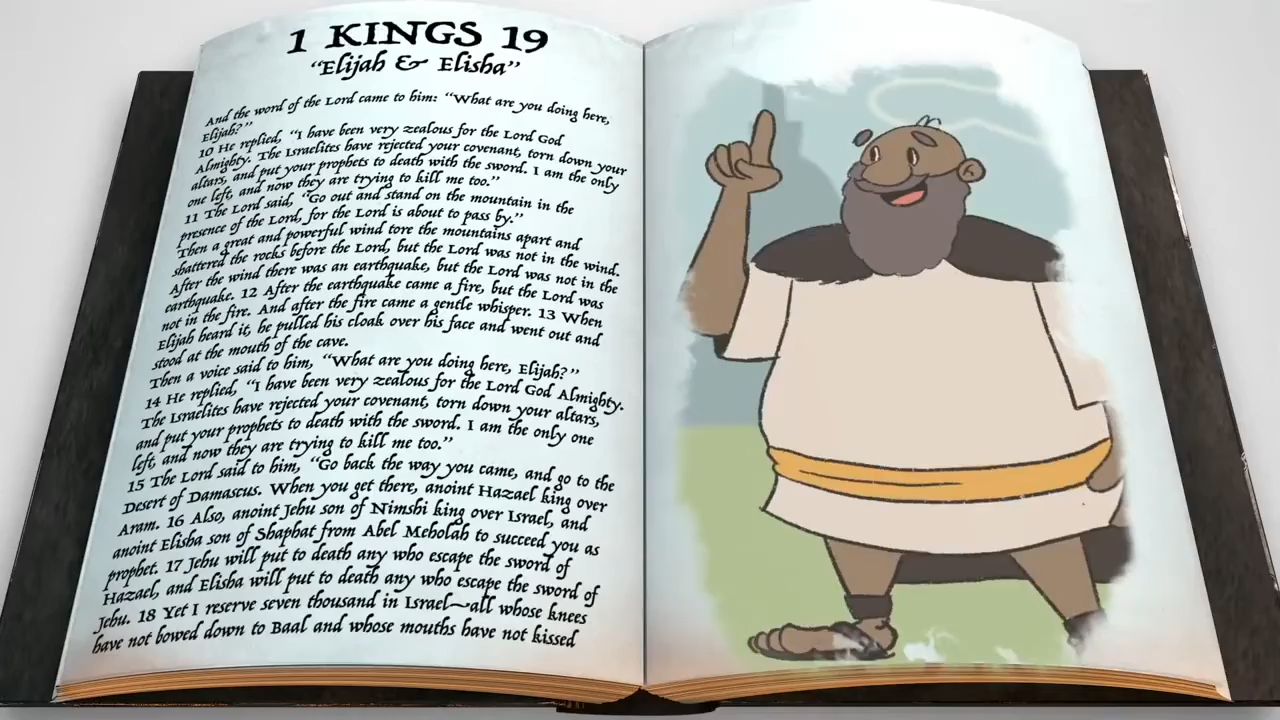 1 KINGS 19
“Elijah & Elisha”
And the word of the Lord came to him: “What are you doing here,
Elijah?”
10 He replied, “I have been very zealous for the Lord God
Almighty. The Israelites have rejected your covenant, torn down your
altars, and put your prophets to death with the sword. I am the only
one left, and now they are trying to kill me too.”
11 The Lord said, “Go out and stand on the mountain in the
presence of the Lord, for the Lord is about to pass by.”
Then a great and powerful wind tore the mountains apart and
shattered the rocks before the Lord, but the Lord was not in the wind.
After the wind there was an earthquake, but the Lord was not in the
earthquake. 12 After the earthquake came a fire, but the Lord was
not in the fire. And after the fire came a gentle whisper. 13 When
Elijah heard it, he pulled his cloak over his face and went out and
stood at the mouth of the cave.
Then a voice said to him, “What are you doing here, Elijah?”
14 He replied, “I have been very zealous for the Lord God Almighty.
The Israelites have rejected your covenant, torn down your altars,
and put your prophets to death with the sword. I am the only one
left, and now they are trying to kill me too.”
15 The Lord said to him, “Go back the way you came, and go to the
Desert of Damascus. When you get there, anoint Hazael king over
Aram. 16 Also, anoint Jehu son of Nimshi king over Israel, and
anoint Elisha son of Shaphat from Abel Meholah to succeed you as
prophet. 17 Jehu will put to death any who escape the sword of
Hazael, and Elisha will put to death any who escape the sword of
Jehu. 18 Yet I reserve seven thousand in Israel—all whose knees
have not bowed down to Baal and whose mouths have not kissed